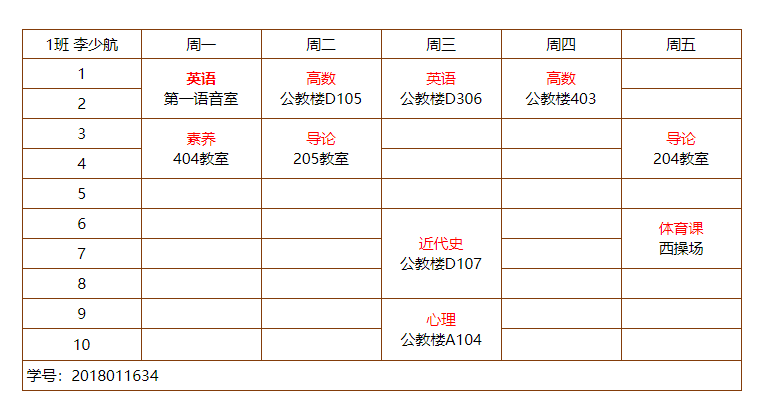 1班 李少航 周一 周二 周三 周四 周五
1 英语 高数 英语 高数
第一语音室 公教楼D105 公教楼D306 公教楼403
2
3 素养 导论 导论
404教室 205教室 204教室
4
5
6 体育课
西操场
7 近代史
公教楼D107
8
9 心理
公教楼A104
10
学号：2018011634